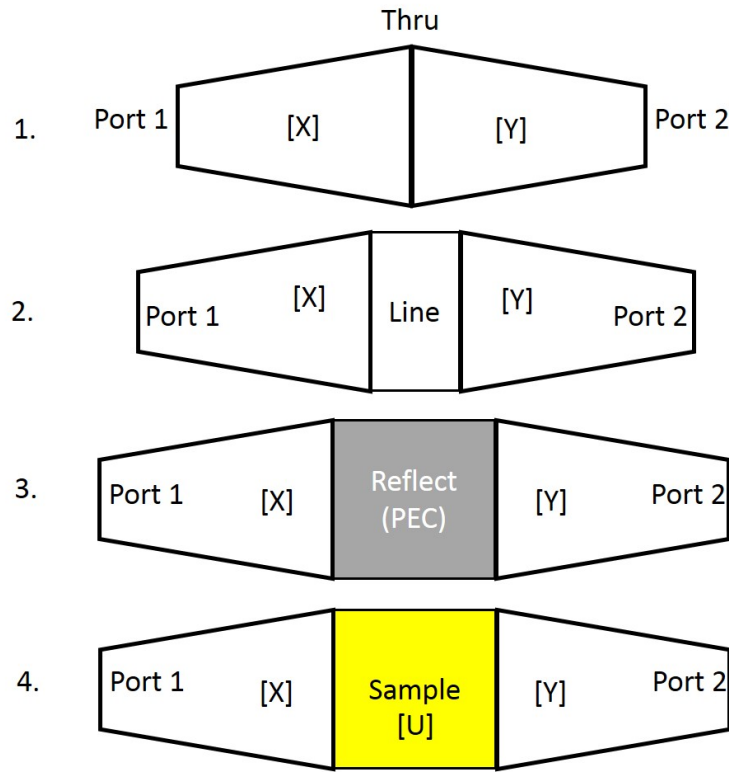 Thru
1.
Port 1
[X]
[Y]
Port 2
2.
Port 1
[X]
Line
[Y]
Port 2
3.
Port 1
[X]
Reflect
(PEC)
[Y]
Port 2
4.
Port 1
[X]
Sample
[U]
[Y]
Port 2